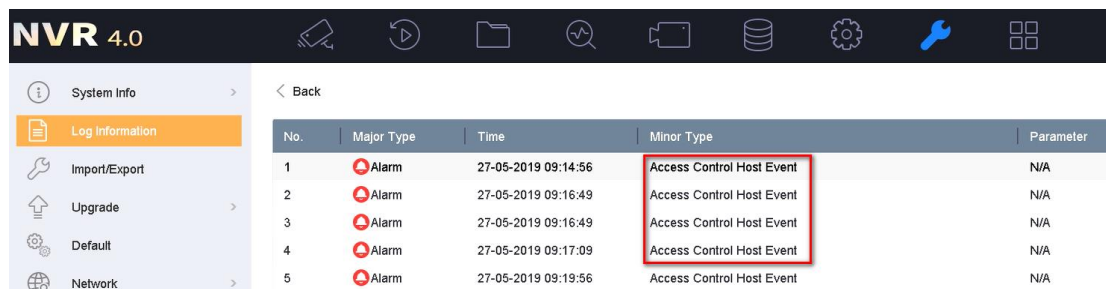 NVR 4.0
System Info
Log Information
Import/Export
Upgrade
Default
Network
Back
No. Major Type Time Minor Type Parameter
1 Alarm 27-05-2019 09:14:56 Access Control Host Event N/A
2 Alarm 27-05-2019 09:16:49 Access Control Host Event N/A
3 Alarm 27-05-2019 09:16:49 Access Control Host Event N/A
4 Alarm 27-05-2019 09:17:09 Access Control Host Event N/A
5 Alarm 27-05-2019 09:19:56 Access Control Host Event N/A